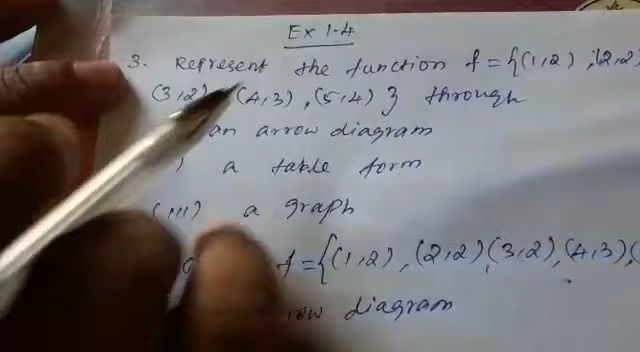 Ex 1.4
3. Represent the function f = {(1,2), (2,2)
(3,2), (4,3), (5,4) } through
an arrow diagram
) a table form
(iii) a graph
f = {(1,2), (2,2) (3,2), (4,3), (
diagram